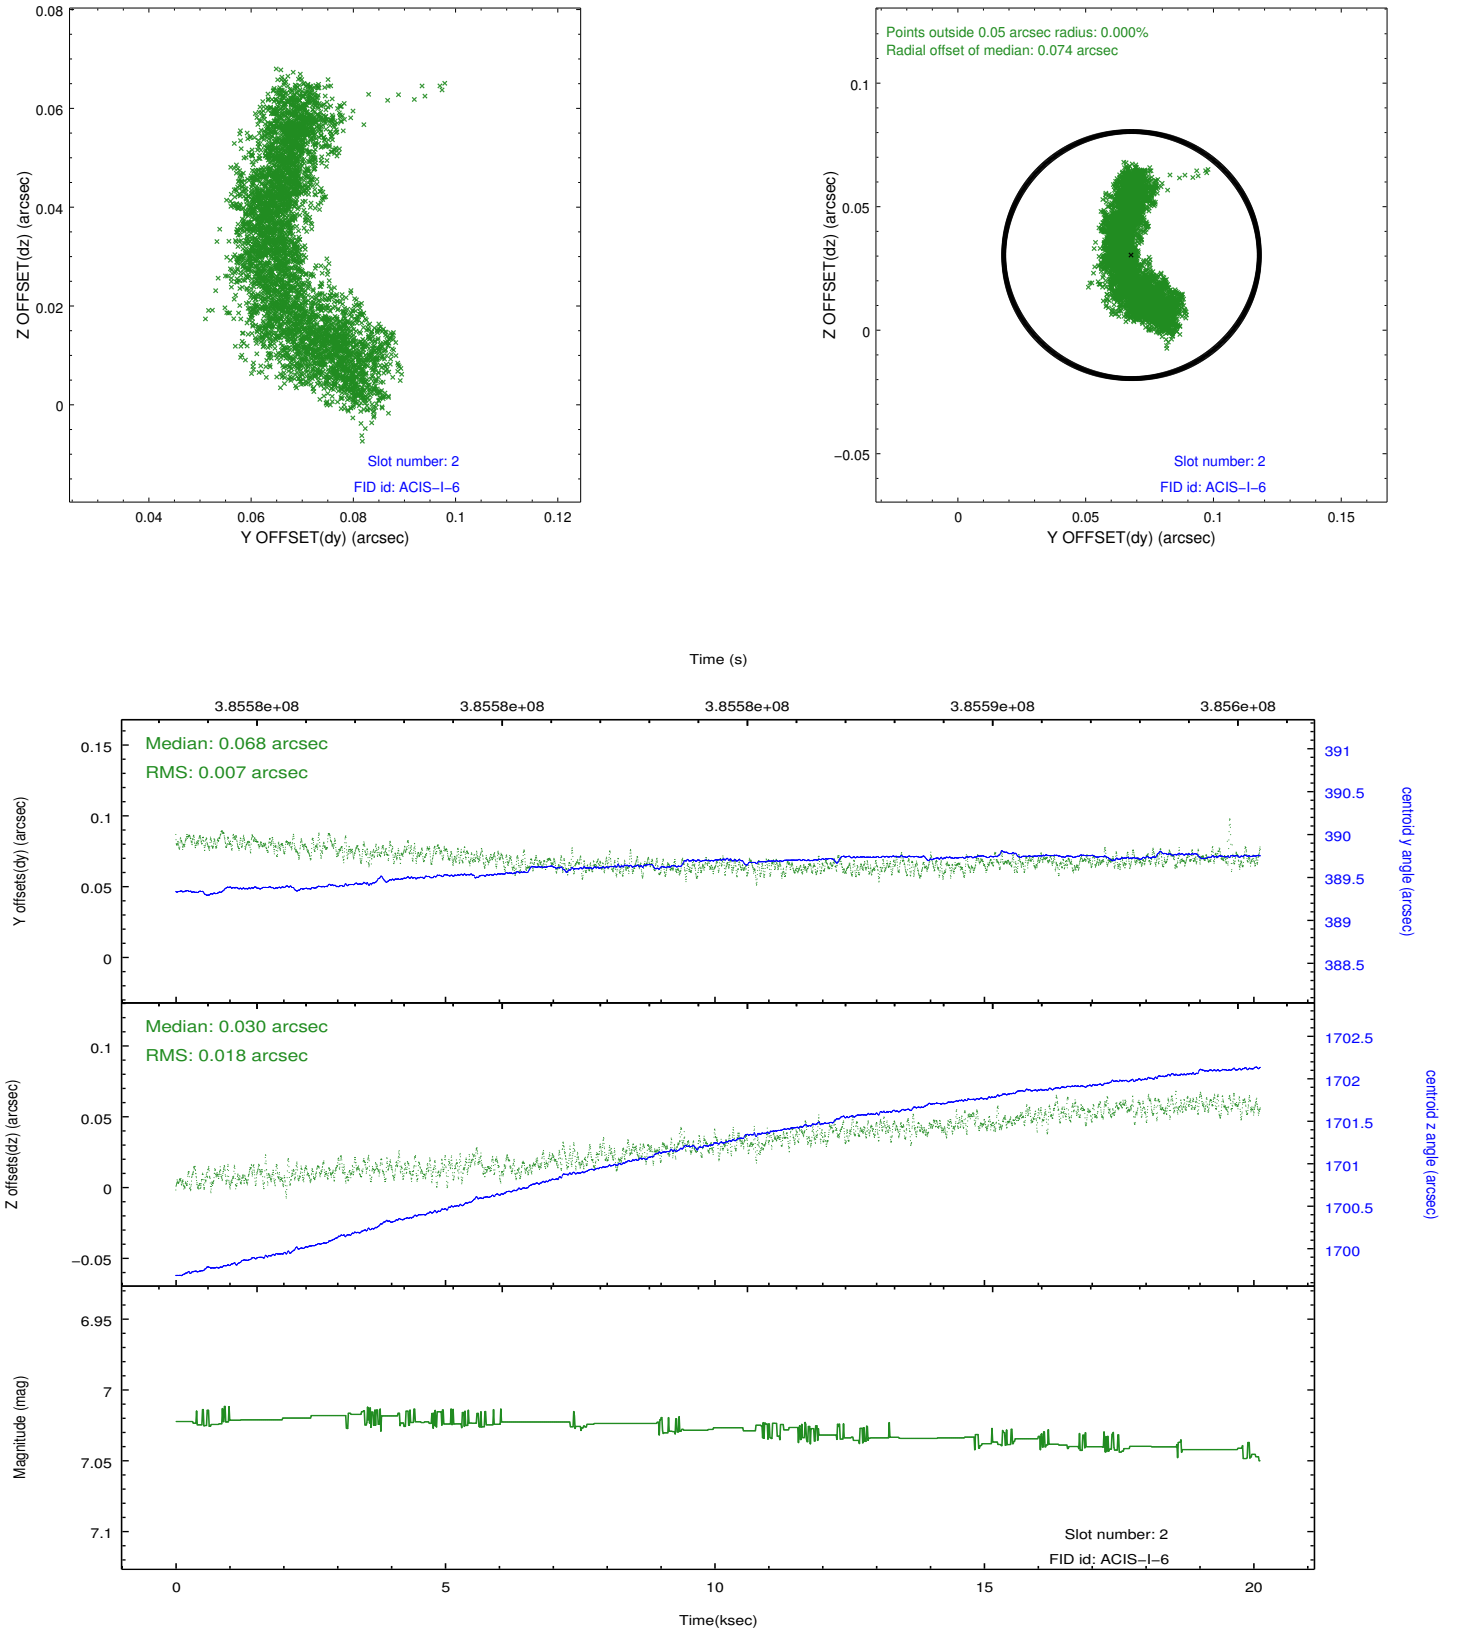 0.08
0.06
0.04
0.02
0
Z OFFSET(dz) (arcsec)
Slot number: 2
FID id: ACIS−I−6
0.04 0.06 0.08 0.1 0.12
Y OFFSET(dy) (arcsec)
Points outside 0.05 arcsec radius: 0.000%
Radial offset of median: 0.074 arcsec
0.1
0.05
0
−0.05
Z OFFSET(dz) (arcsec)
Slot number: 2
FID id: ACIS−I−6
0 0.05 0.1 0.15
Y OFFSET(dy) (arcsec)
Time (s)
3.8558e+08 3.8558e+08 3.8558e+08 3.8559e+08 3.856e+08
Median: 0.068 arcsec
RMS: 0.007 arcsec
0.15
0.1
0.05
0
Y offsets(dy) (arcsec)
391
390.5
390
389.5
389
388.5
centroid y angle (arcsec)
Median: 0.030 arcsec
RMS: 0.018 arcsec
0.1
0.05
0
−0.05
Z offsets(dz) (arcsec)
1702.5
1702
1701.5
1701
1700.5
1700
centroid z angle (arcsec)
6.95
7
7.05
7.1
Magnitude (mag)
Slot number: 2
FID id: ACIS−I−6
0 5 10 15 20
Time(ksec)